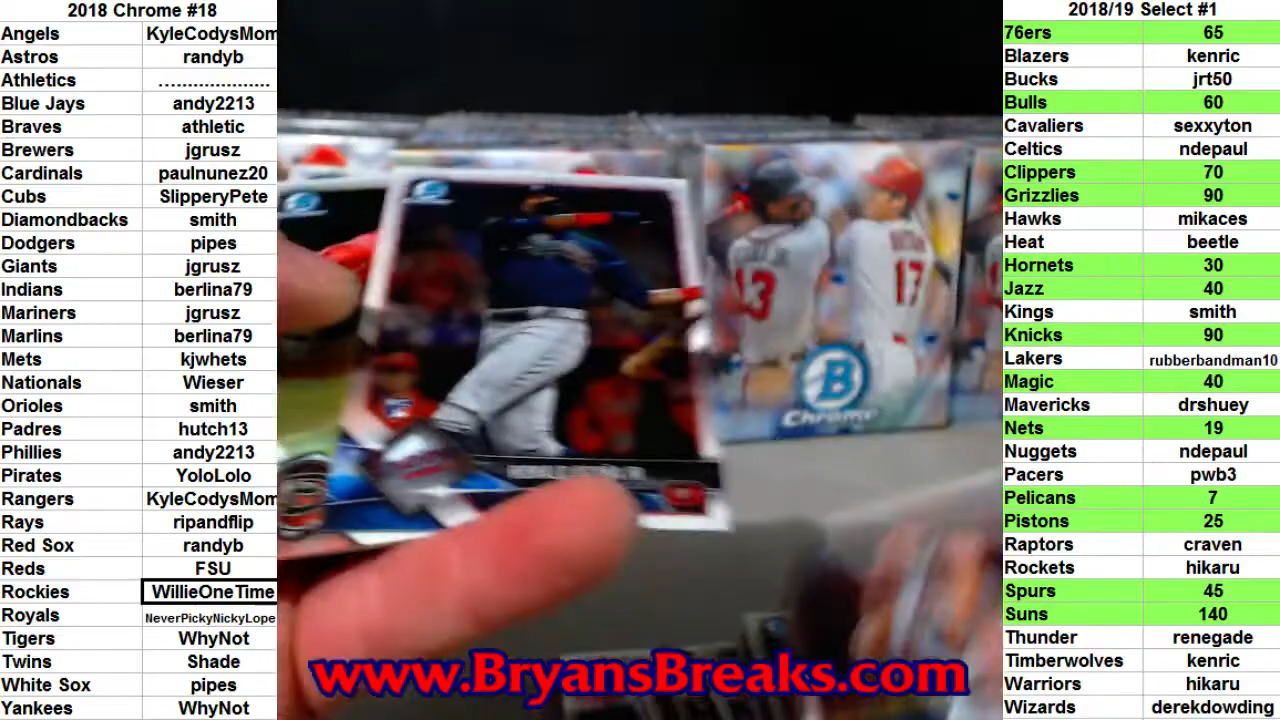 2018 Chrome #18
Angels KyleCodysMom
Astros randyb
Athletics ...................
Blue Jays andy2213
Braves athletic
Brewers jgrusz
Cardinals paulnunez20
Cubs SlipperyPete
Diamondbacks smith
Dodgers pipes
Giants jgrusz
Indians berlina79
Mariners jgrusz
Marlins berlina79
Mets kjwhets
Nationals Wieser
Orioles smith
Padres hutch13
Phillies andy2213
Pirates YoloLolo
Rangers KyleCodysMom
Rays ripandflip
Red Sox randyb
Reds FSU
Rockies WillieOneTime
Royals NeverPickyNickyLope
Tigers WhyNot
Twins Shade
White Sox pipes
Yankees WhyNot
13
17
B
Chrome
www.BryansBreaks.com
2018/19 Select #1
76ers 65
Blazers kenric
Bucks jrt50
Bulls 60
Cavaliers sexxyton
Celtics ndepaul
Clippers 70
Grizzlies 90
Hawks mikaces
Heat beetle
Hornets 30
Jazz 40
Kings smith
Knicks 90
Lakers rubberbandman10
Magic 40
Mavericks drshuey
Nets 19
Nuggets ndepaul
Pacers pwb3
Pelicans 7
Pistons 25
Raptors craven
Rockets hikaru
Spurs 45
Suns 140
Thunder renegade
Timberwolves kenric
Warriors hikaru
Wizards derekdowding